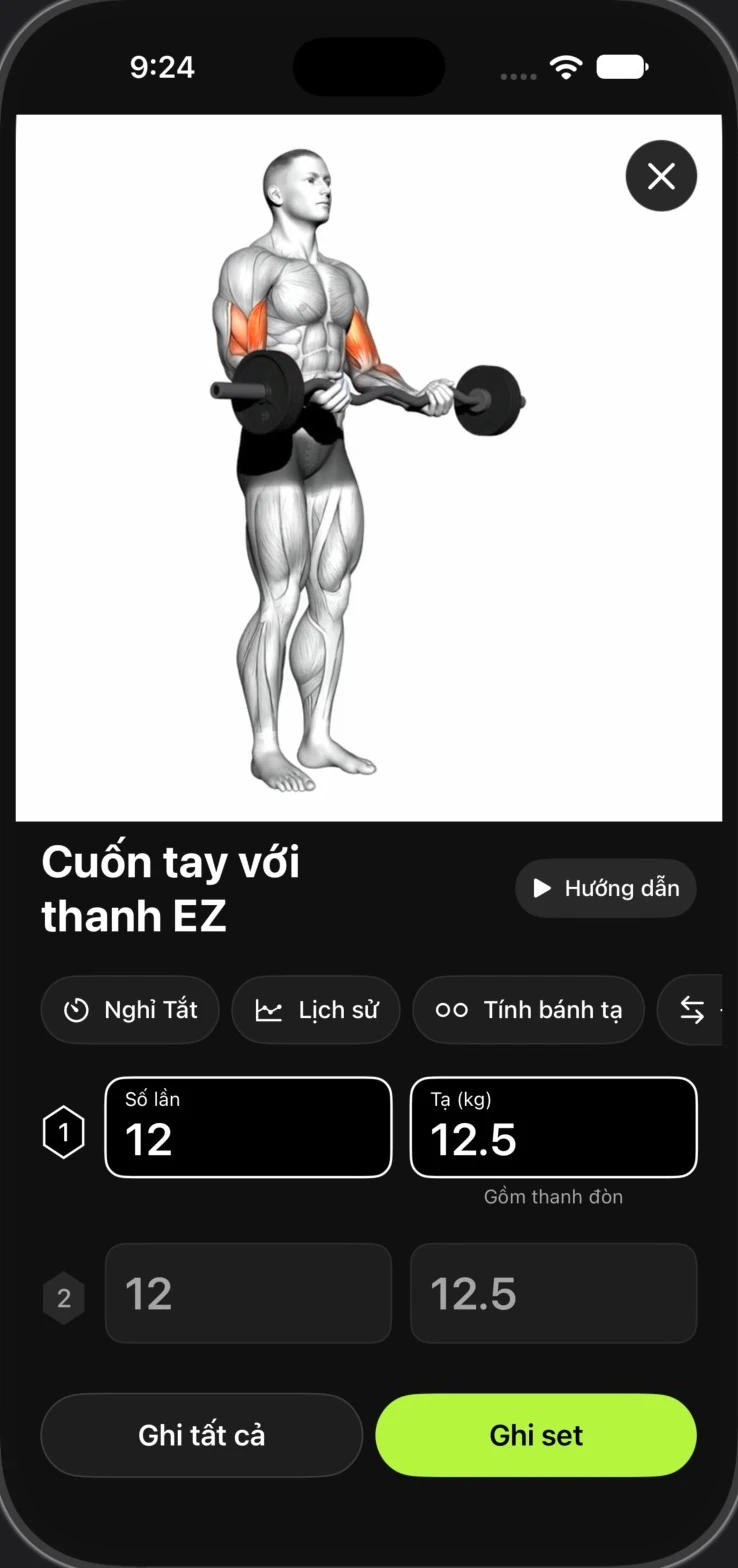 9:24
Cuốn tay với
thanh EZ
Hướng dẫn
Nghỉ Tắt
Lịch sử
Tính bánh tạ
1
Số lần
12
Tạ (kg)
12.5
Gồm thanh đòn
2
12
12.5
Ghi tất cả
Ghi set